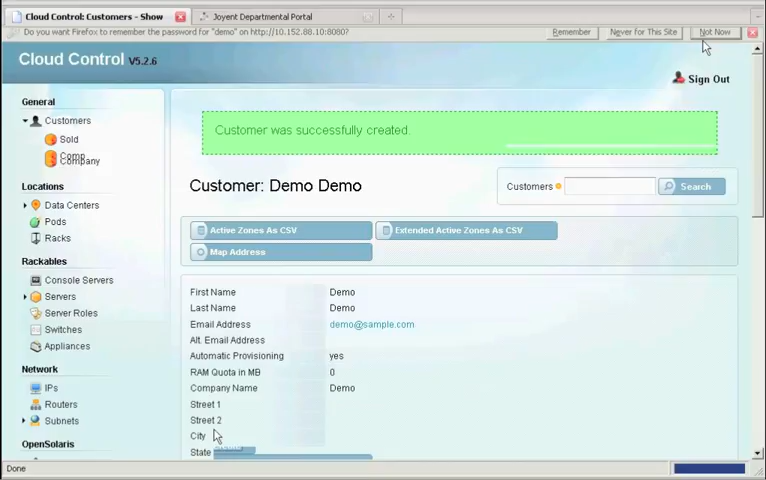 Cloud Control: Customers - Show
Joyent Departmental Portal
Do you want Firefox to remember the password for "demo" on http://10.152.88.10:8080?
Remember
Never for This Site
Not Now
Cloud Control V5.2.6
Sign Out
General
Customers
Sold
Comp
Company
Locations
Data Centers
Pods
Racks
Rackables
Console Servers
Servers
Server Roles
Switches
Appliances
Network
IPs
Routers
Subnets
OpenSolaris
Customer was successfully created.
Customer: Demo Demo
Customers
Search
Active Zones As CSV
Extended Active Zones As CSV
Map Address
First Name Demo
Last Name Demo
Email Address demo@sample.com
Alt. Email Address
Automatic Provisioning yes
RAM Quota in MB 0
Company Name Demo
Street 1
Street 2
City
State
Done